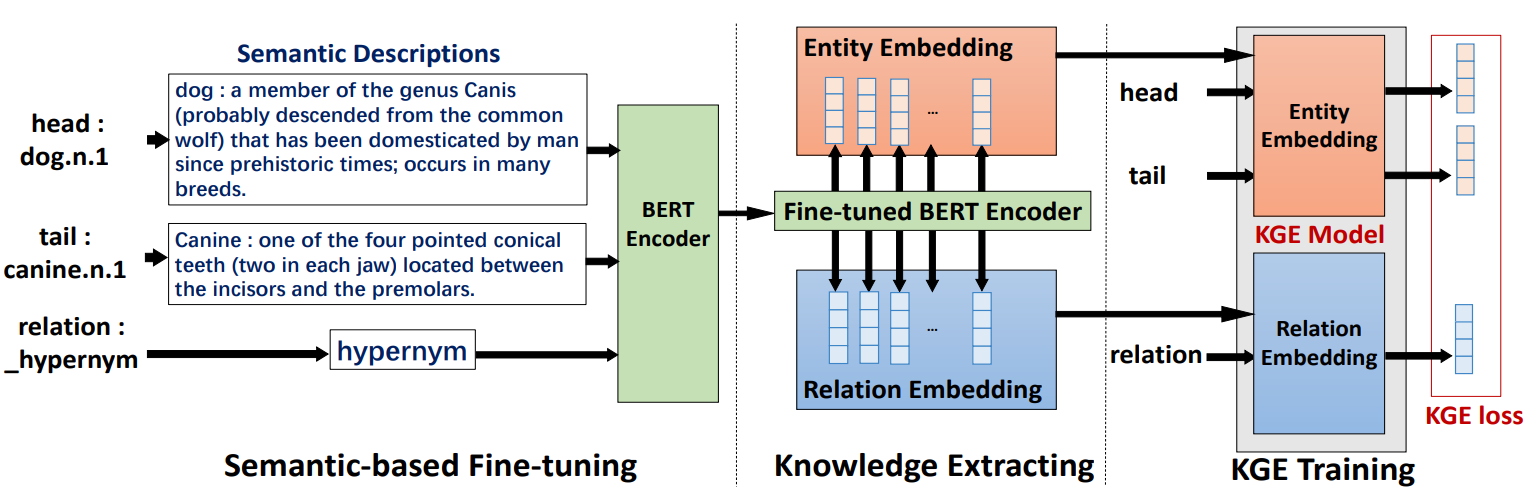 Semantic Descriptions
head :
dog.n.1
dog : a member of the genus Canis
(probably descended from the common
wolf) that has been domesticated by man
since prehistoric times; occurs in many
breeds.
tail :
canine.n.1
Canine : one of the four pointed conical
teeth (two in each jaw) located between
the incisors and the premolars.
relation :
_hypernym
hypernym
BERT
Encoder
Semantic-based Fine-tuning
Entity Embedding
...
Fine-tuned BERT Encoder
...
Relation Embedding
Knowledge Extracting
head
tail
relation
Entity
Embedding
KGE Model
Relation
Embedding
KGE loss
KGE Training